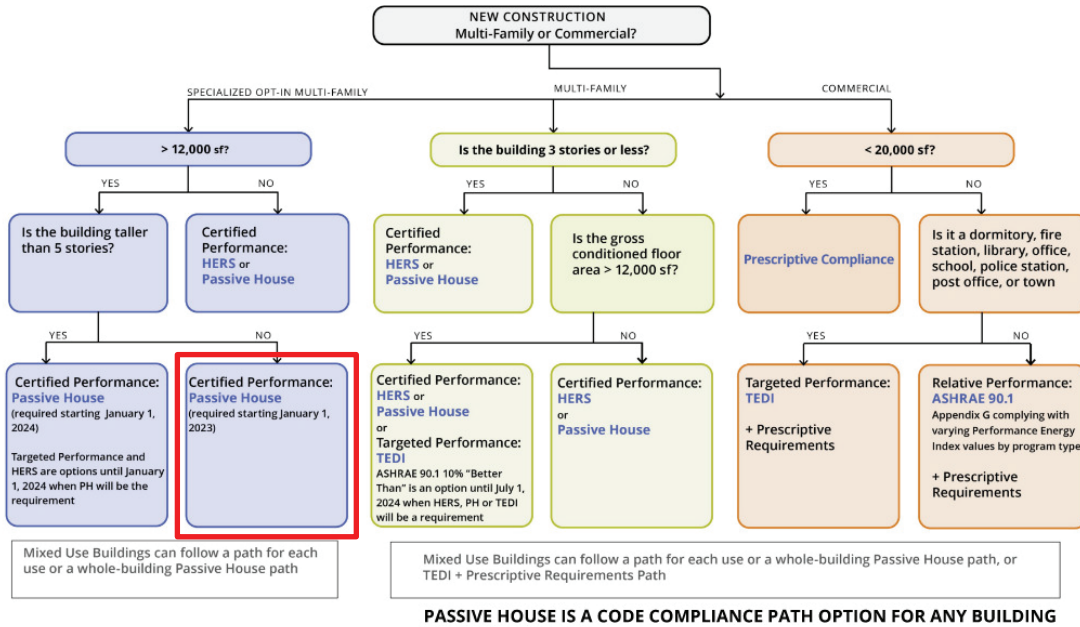 NEW CONSTRUCTION
Multi-Family or Commercial?
SPECIALIZED OPT-IN MULTI-FAMILY
MULTI-FAMILY
COMMERCIAL
> 12,000 sf?
Is the building 3 stories or less?
< 20,000 sf?
YES
NO
YES
NO
YES
NO
Is the building taller
than 5 stories?
Certified
Performance:
HERS or
Passive House
Certified
Performance:
HERS or
Passive House
Is the gross
conditioned floor
area > 12,000 sf?
Prescriptive Compliance
Is it a dormitory, fire
station, library, office,
school, police station,
post office, or town
YES
NO
YES
NO
YES
NO
Certified Performance:
Passive House
(required starting January 1,
2024)
Targeted Performance and
HERS are options until January
1, 2024 when PH will be the
requirement
Certified Performance:
Passive House
(required starting January 1,
2023)
Certified Performance:
HERS or
Passive House
or
Targeted Performance:
TEDI
ASHRAE 90.1 10% "Better
Than" is an option until July 1,
2024 when HERS, PH or TEDI
will be a requirement
Certified Performance:
HERS
or
Passive House
Targeted Performance:
TEDI
+ Prescriptive
Requirements
Relative Performance:
ASHRAE 90.1
Appendix G complying with
varying Performance Energy
Index values by program type
+ Prescriptive
Requirements
Mixed Use Buildings can follow a path for each
use or a whole-building Passive House path
Mixed Use Buildings can follow a path for each use or a whole-building Passive House path, or
TEDI + Prescriptive Requirements Path
PASSIVE HOUSE IS A CODE COMPLIANCE PATH OPTION FOR ANY BUILDING